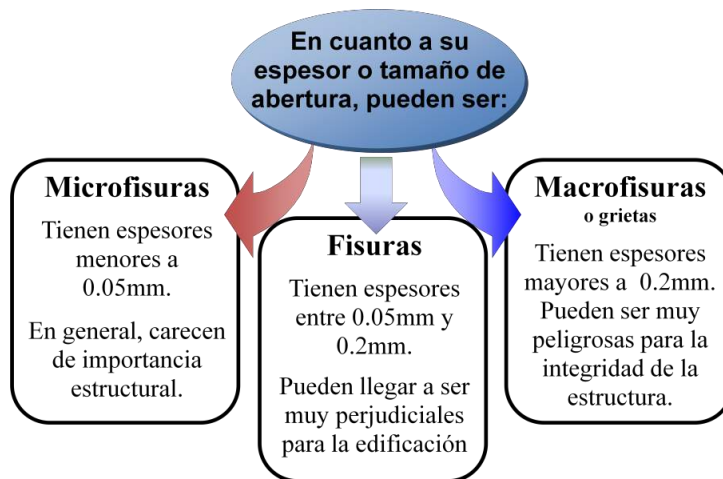 En cuanto a su
espesor o tamaño de
abertura, pueden ser:
Microfisuras
Tienen espesores
menores a
0.05mm.
En general, carecen
de importancia
estructural.
Fisuras
Tienen espesores
entre 0.05mm y
0.2mm.
Pueden llegar a ser
muy perjudiciales
para la edificación
Macrofisuras
o grietas
Tienen espesores
mayores a 0.2mm.
Pueden ser muy
peligrosas para la
integridad de la
estructura.